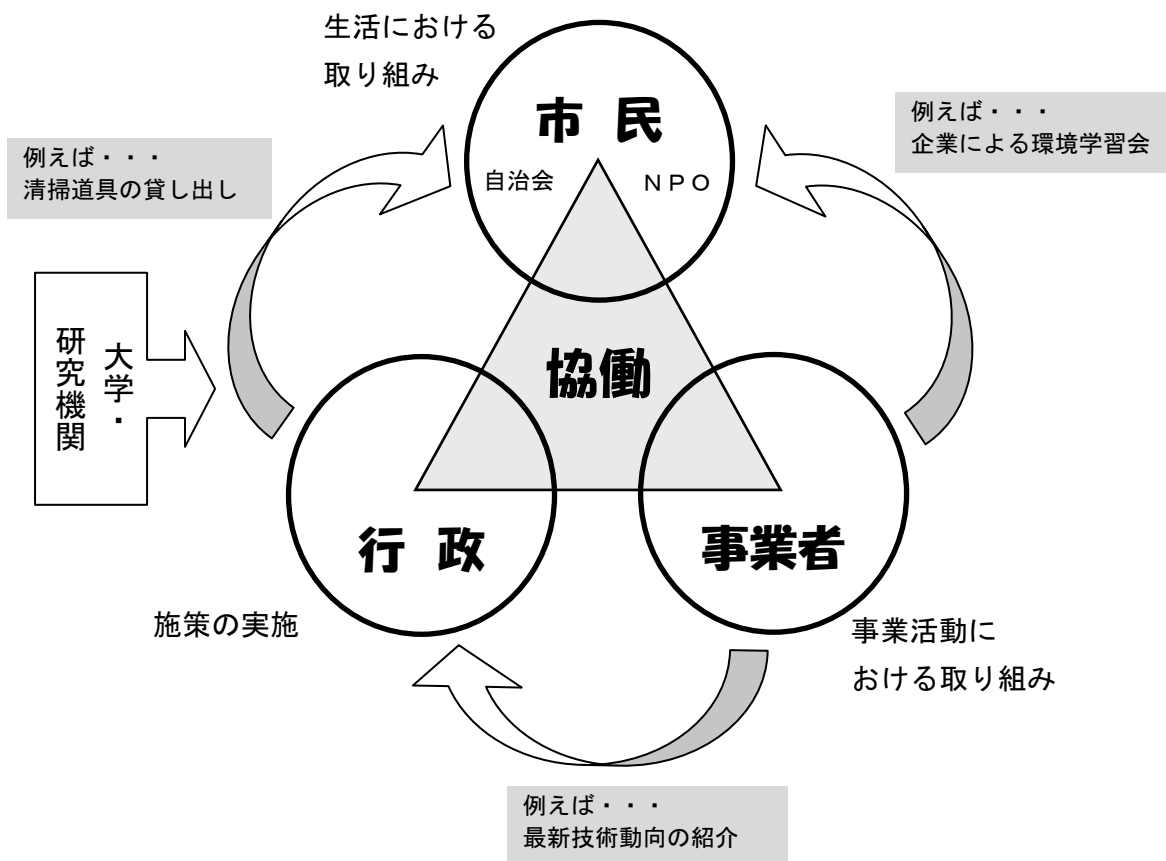 生活における
取り組み
市 民
自治会
NPO
例えば・・・
企業による環境学習会
例えば・・・
清掃道具の貸し出し
大学・
研究機関
協働
行 政
事業者
施策の実施
事業活動に
おける取り組み
例えば・・・
最新技術動向の紹介